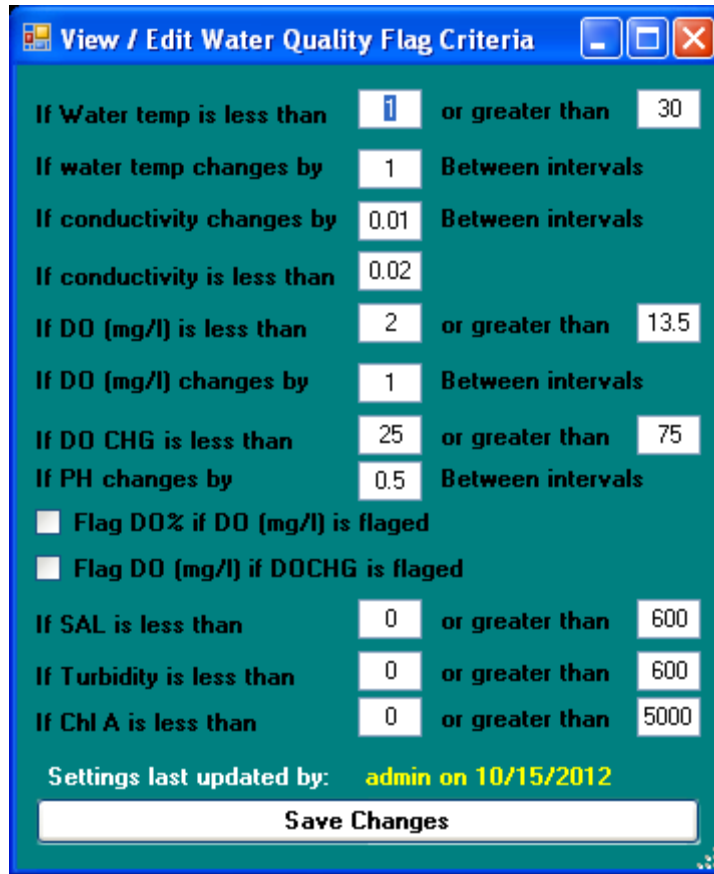 View / Edit Water Quality Flag Criteria
If Water temp is less than 1 or greater than 30
If water temp changes by 1 Between intervals
If conductivity changes by 0.01 Between intervals
If conductivity is less than 0.02
If DO (mg/l) is less than 2 or greater than 13.5
If DO (mg/l) changes by 1 Between intervals
If DO CHG is less than 25 or greater than 75
If PH changes by 0.5 Between intervals
Flag DO% if DO (mg/l) is flaged
Flag DO (mg/l) if DOCHG is flaged
If SAL is less than 0 or greater than 600
If Turbidity is less than 0 or greater than 600
If Chl A is less than 0 or greater than 5000
Settings last updated by: admin on 10/15/2012
Save Changes